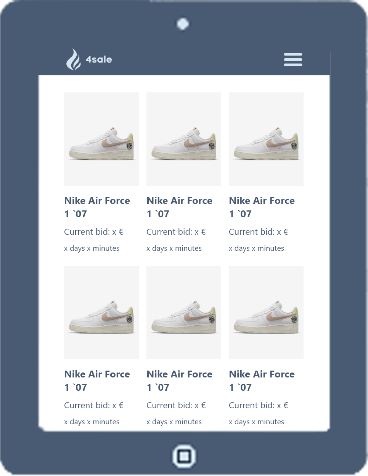 4sale
Nike Air Force Nike Air Force Nike Air Force
1 `07 1 `07 1 `07
Current bid: x € Current bid: x € Current bid: x €
x days x minutes x days x minutes x days x minutes
Nike Air Force Nike Air Force Nike Air Force
1 `07 1 `07 1 `07
Current bid: x € Current bid: x € Current bid: x €
x days x minutes x days x minutes x days x minutes